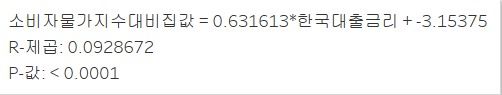 소비자물가지수대비집값 = 0.631613*한국대출금리 + -3.15375
R-제곱: 0.0928672
P-값: < 0.0001